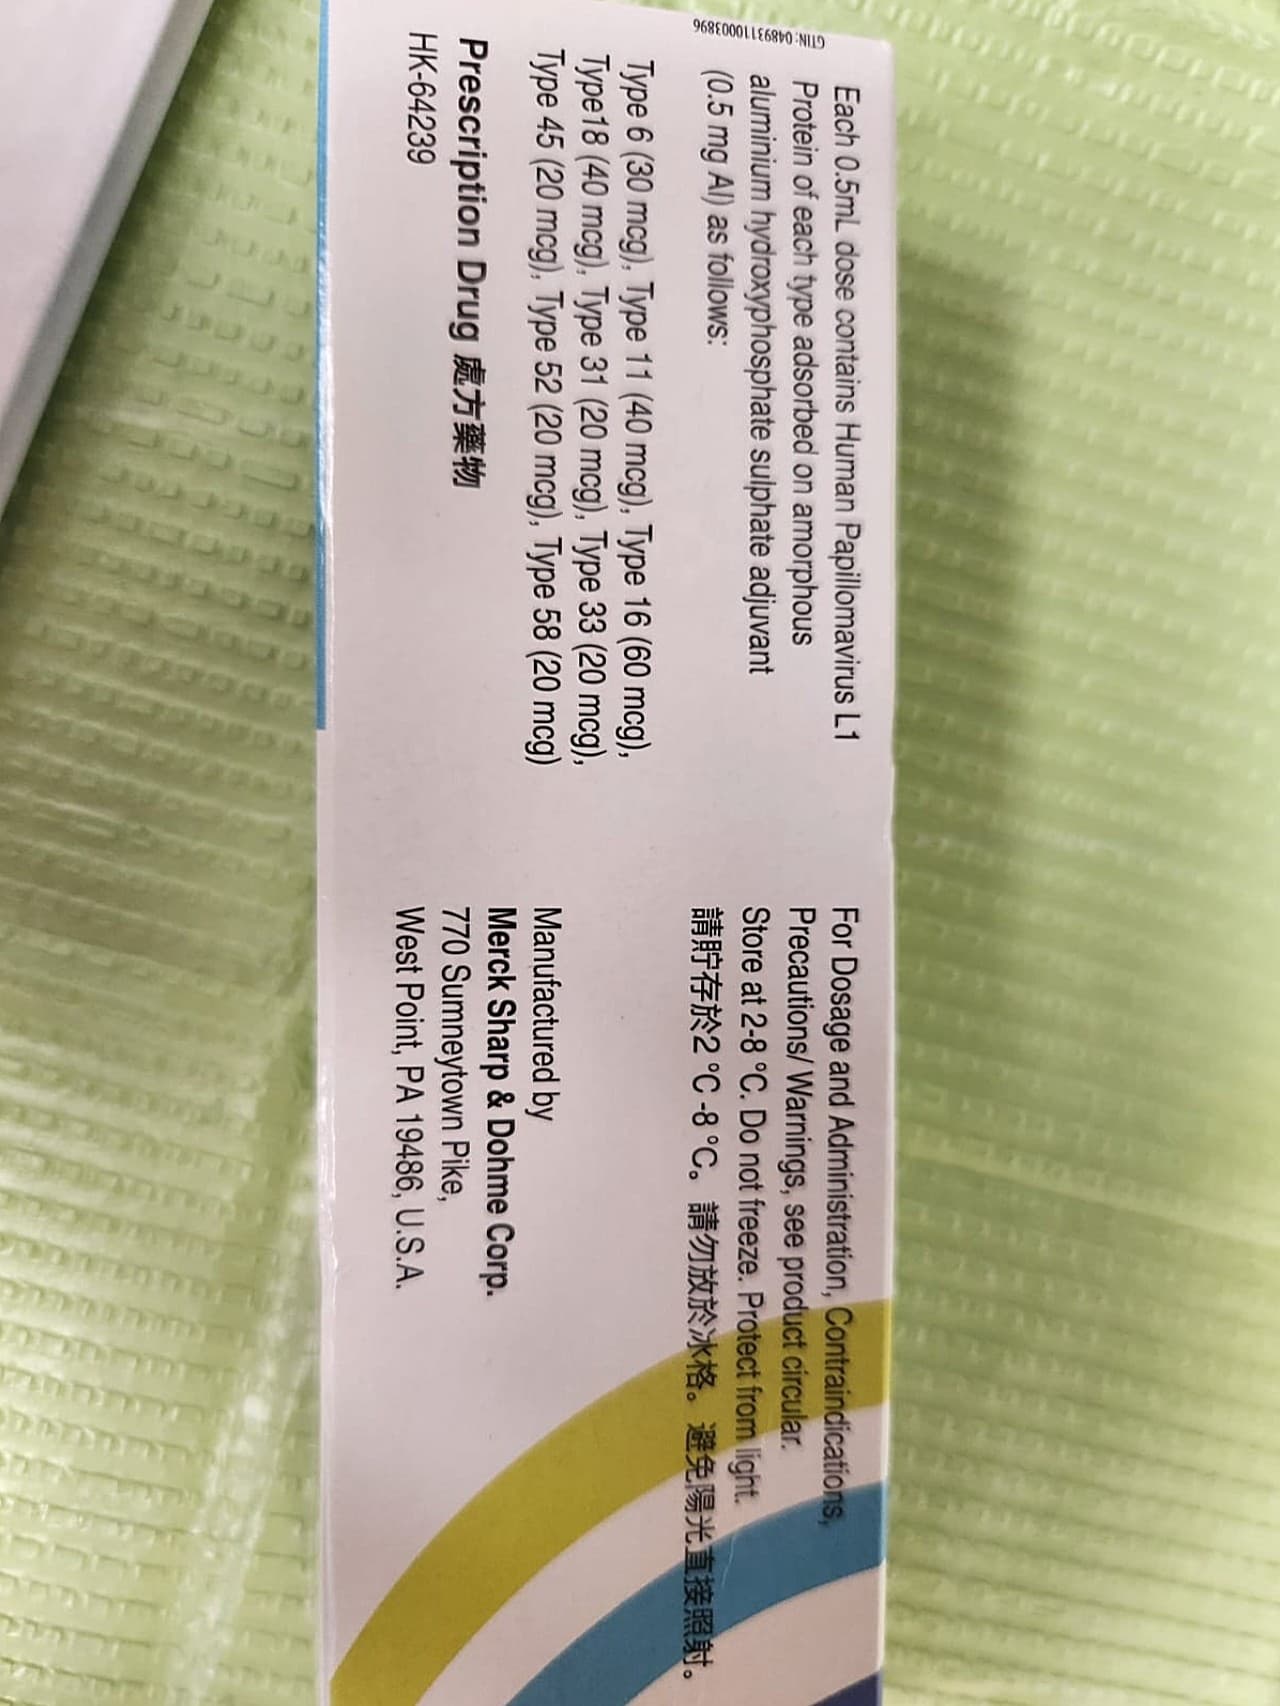 GTIN: 048931110003896
Each 0.5mL dose contains Human Papillomavirus L1
Protein of each type adsorbed on amorphous
aluminium hydroxyphosphate sulphate adjuvant
(0.5 mg Al) as follows:
Type 6 (30 mcg), Type 11 (40 mcg), Type 16 (60 mcg),
Type18 (40 mcg), Type 31 (20 mcg), Type 33 (20 mcg),
Type 45 (20 mcg), Type 52 (20 mcg), Type 58 (20 mcg)
Prescription Drug 處方藥物
HK-64239
For Dosage and Administration, Contraindications,
Precautions/ Warnings, see product circular.
Store at 2-8 °C. Do not freeze. Protect from light.
請貯存於2 °C -8 °C。請勿放於冰格。避免陽光直接照射。
Manufactured by
Merck Sharp & Dohme Corp.
770 Sumneytown Pike,
West Point, PA 19486, U.S.A.